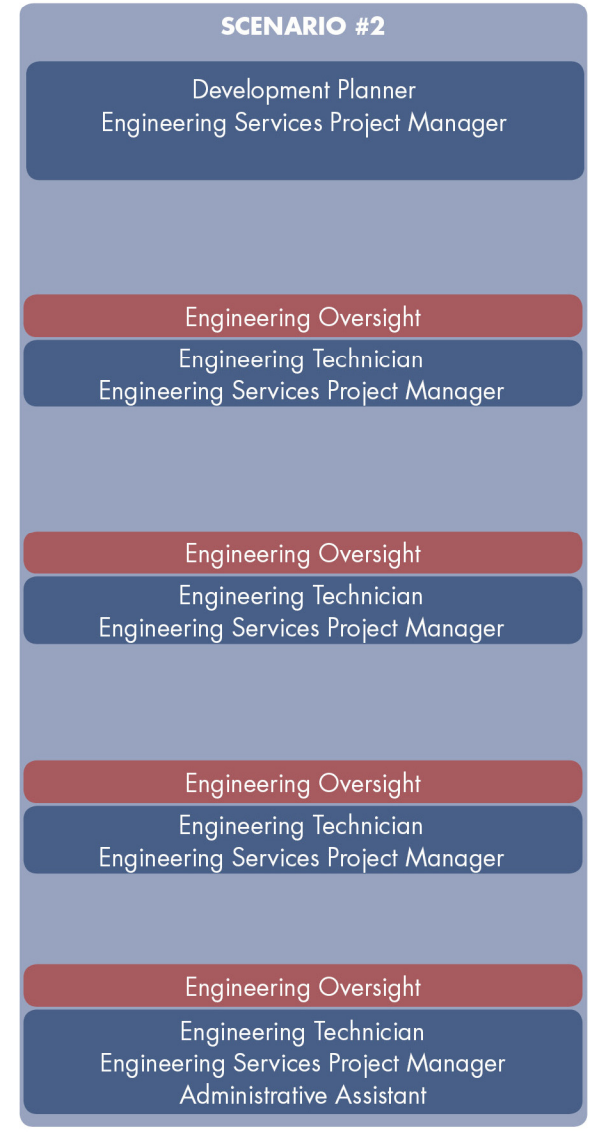 SCENARIO #2
Development Planner
Engineering Services Project Manager
Engineering Oversight
Engineering Technician
Engineering Services Project Manager
Engineering Oversight
Engineering Technician
Engineering Services Project Manager
Engineering Oversight
Engineering Technician
Engineering Services Project Manager
Engineering Oversight
Engineering Technician
Engineering Services Project Manager
Administrative Assistant